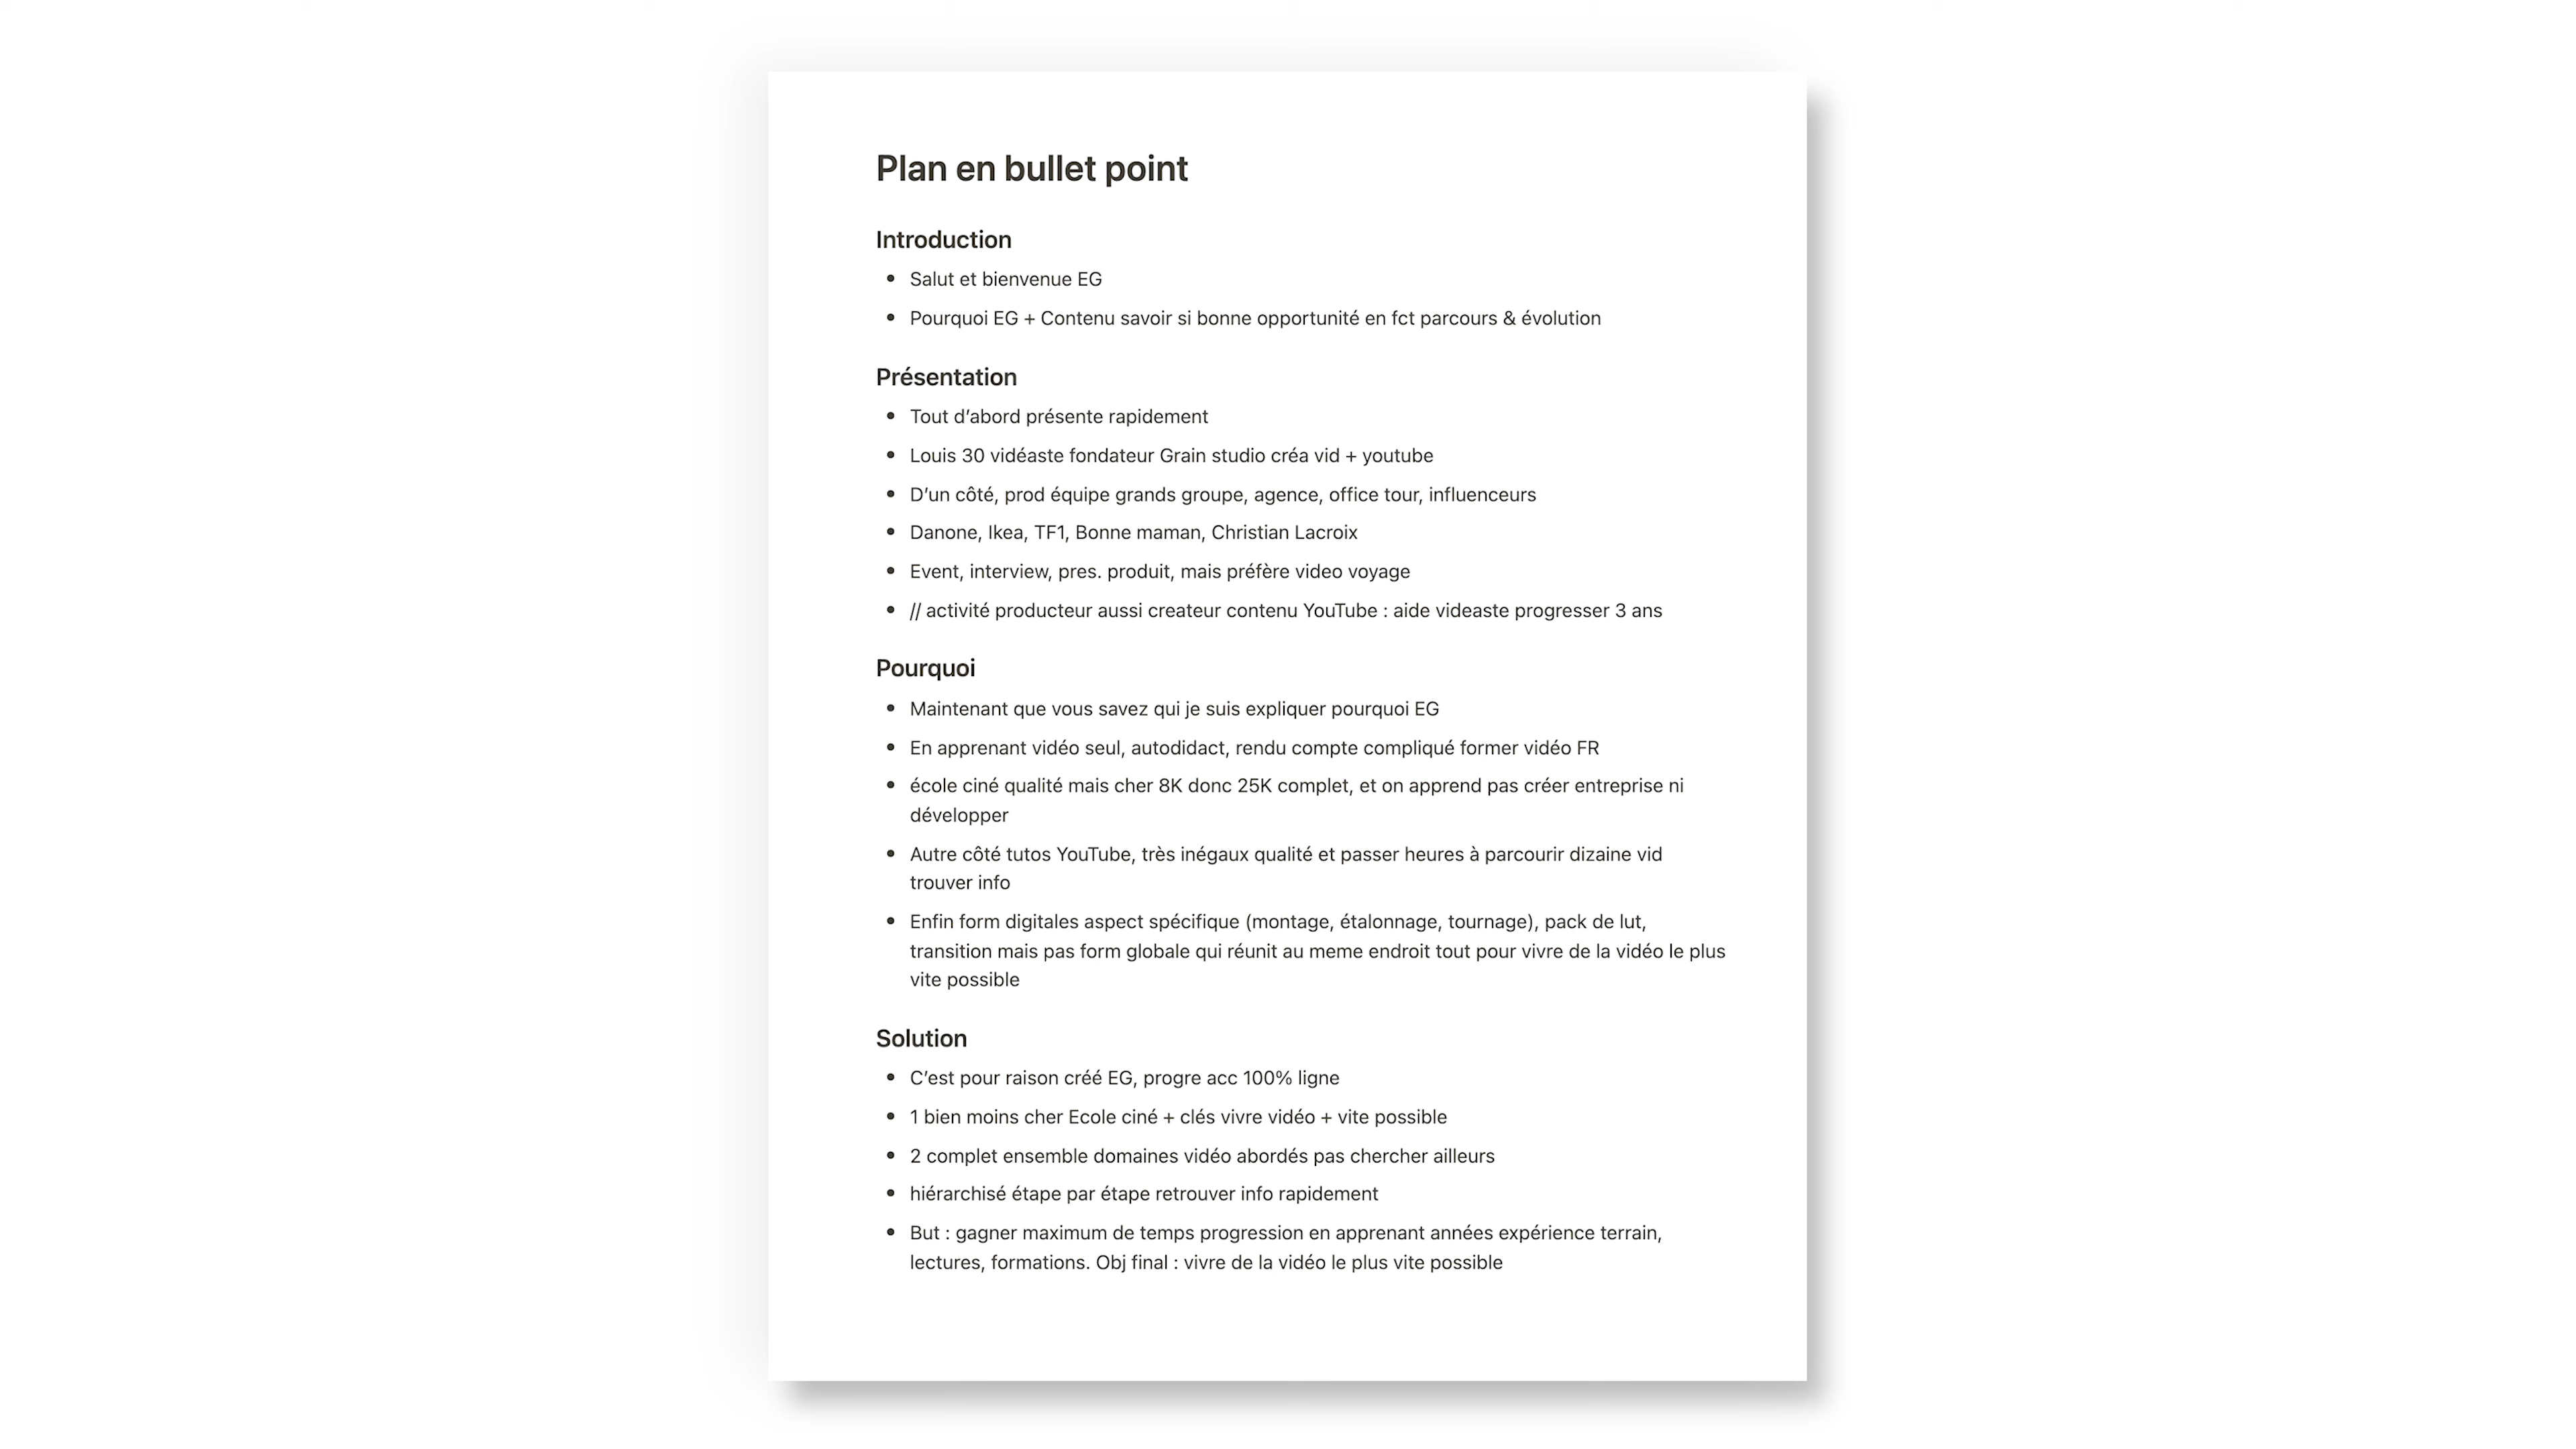 Plan en bullet point
Introduction
• Salut et bienvenue EG
• Pourquoi EG + Contenu savoir si bonne opportunité en fct parcours & évolution
Présentation
• Tout d'abord présente rapidement
• Louis 30 vidéaste fondateur Grain studio créa vid + youtube
• D'un côté, prod équipe grands groupe, agence, office tour, influenceurs
• Danone, Ikea, TF1, Bonne maman, Christian Lacroix
• Event, interview, pres. produit, mais préfère video voyage
• // activité producteur aussi createur contenu YouTube : aide videaste progresser 3 ans
Pourquoi
• Maintenant que vous savez qui je suis expliquer pourquoi EG
• En apprenant vidéo seul, autodidact, rendu compte compliqué former vidéo FR
• école ciné qualité mais cher 8K donc 25K complet, et on apprend pas créer entreprise ni
développer
• Autre côté tutos YouTube, très inégaux qualité et passer heures à parcourir dizaine vid
trouver info
• Enfin form digitales aspect spécifique (montage, étalonnage, tournage), pack de lut,
transition mais pas form globale qui réunit au meme endroit tout pour vivre de la vidéo le plus
vite possible
Solution
• C'est pour raison créé EG, progre acc 100% ligne
• 1 bien moins cher Ecole ciné + clés vivre vidéo + vite possible
• 2 complet ensemble domaines vidéo abordés pas chercher ailleurs
• hiérarchisé étape par étape retrouver info rapidement
• But : gagner maximum de temps progression en apprenant années expérience terrain,
lectures, formations. Obj final : vivre de la vidéo le plus vite possible